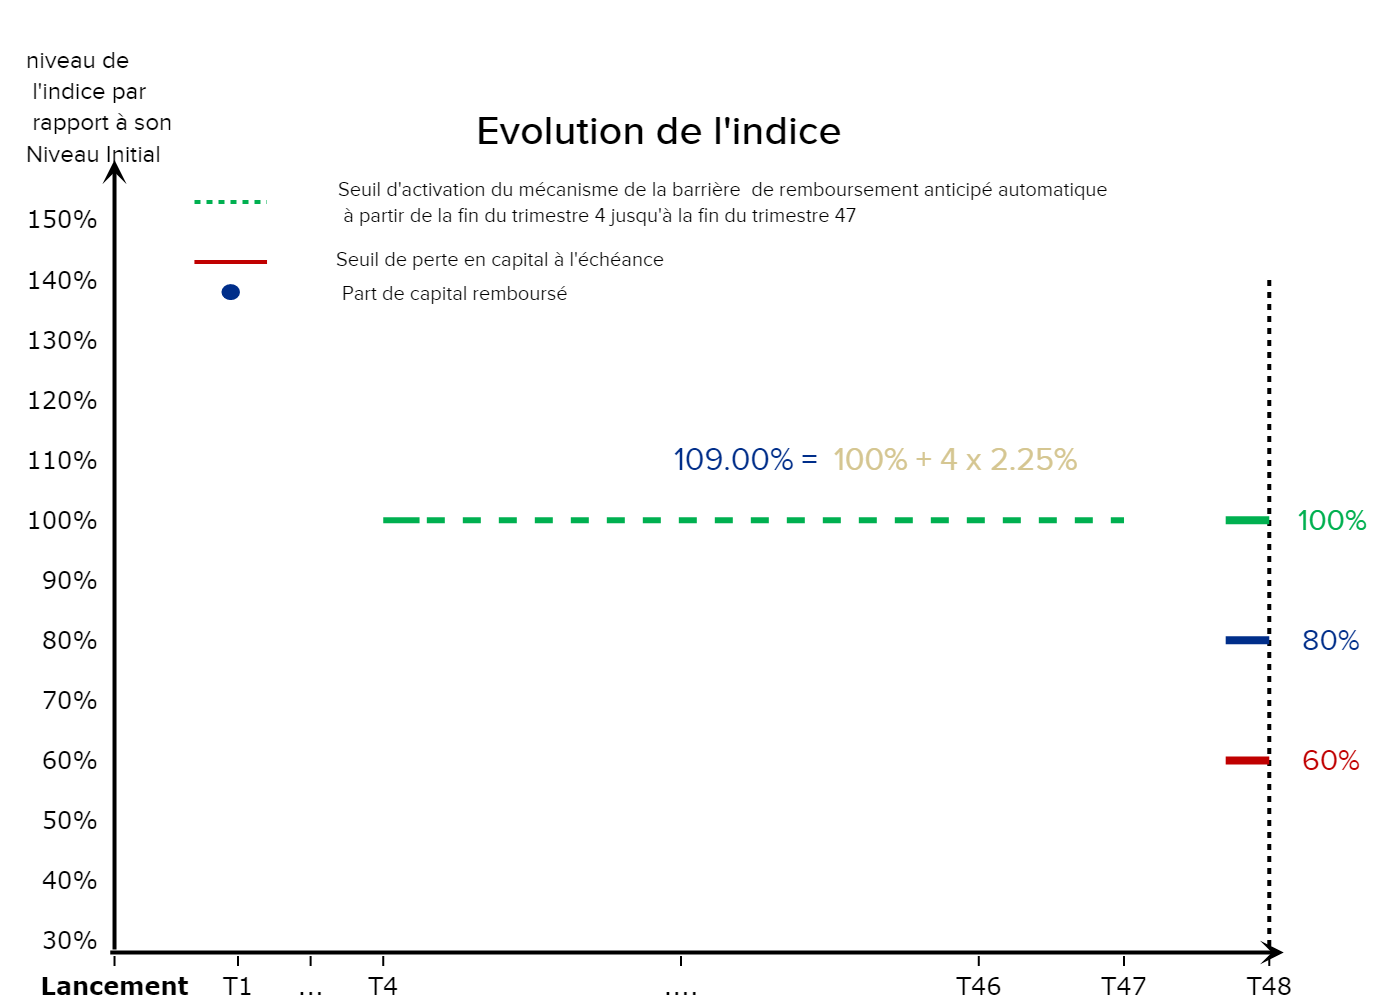 niveau de
l'indice par
rapport à son
Niveau Initial
Evolution de l'indice
Seuil d'activation du mécanisme de la barrière de remboursement anticipé automatique
à partir de la fin du trimestre 4 jusqu'à la fin du trimestre 47
Seuil de perte en capital à l'échéance
Part de capital remboursé
150%
140%
130%
120%
110%
109.00% = 100% + 4 x 2.25%
100%
100%
90%
80%
80%
70%
60%
60%
50%
40%
30%
Lancement T1 ... T4 .... T46 T47 T48